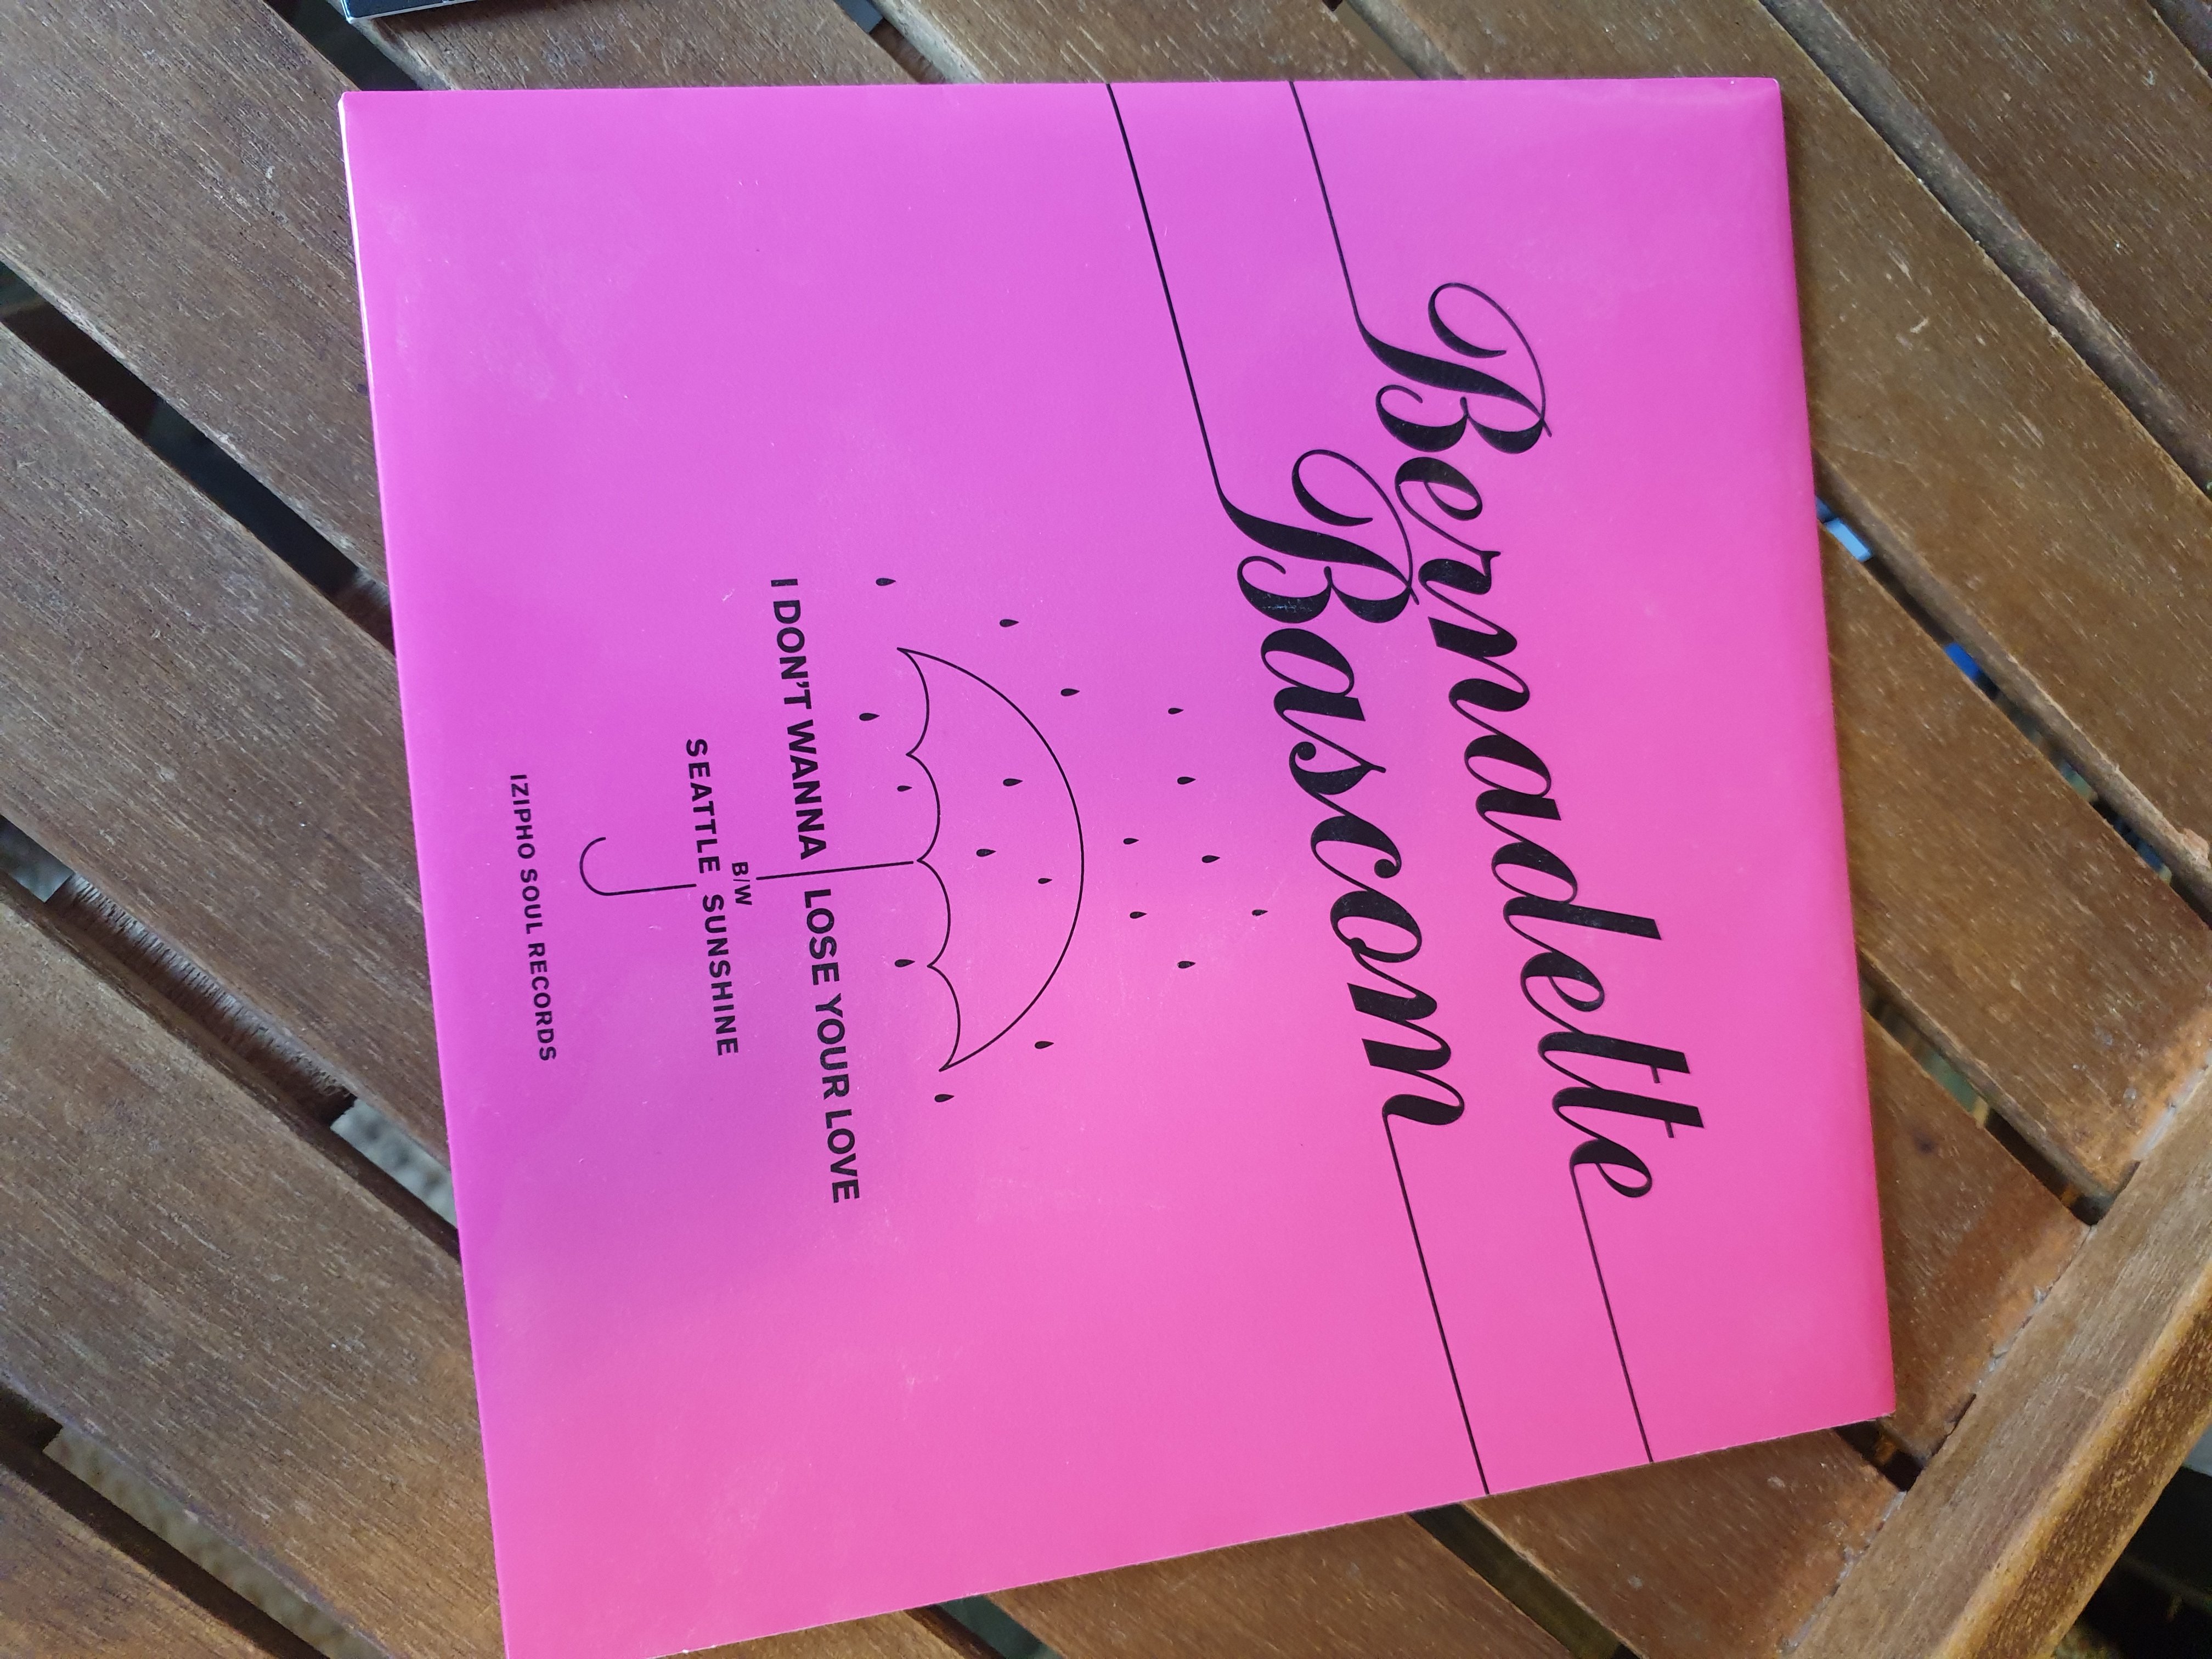 Bernadette
Bascom
I DON'T WANNA LOSE YOUR LOVE
B/W
SEATTLE SUNSHINE
IZIPHO SOUL RECORDS